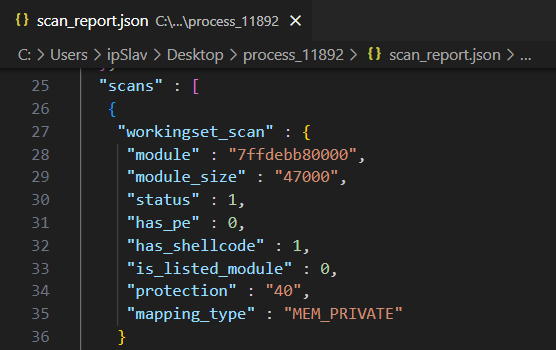 {} scan_report.json C:\...\process_11892 ×
C: > Users > ipSlav > Desktop > process_11892 > {} scan_report.json > ...
25 "scans" : [
26 {
27 "workingset_scan" : {
28 "module" : "7ffdebb80000",
29 "module_size" : "47000",
30 "status" : 1,
31 "has_pe" : 0,
32 "has_shellcode" : 1,
33 "is_listed_module" : 0,
34 "protection" : "40",
35 "mapping_type" : "MEM_PRIVATE"
36 }